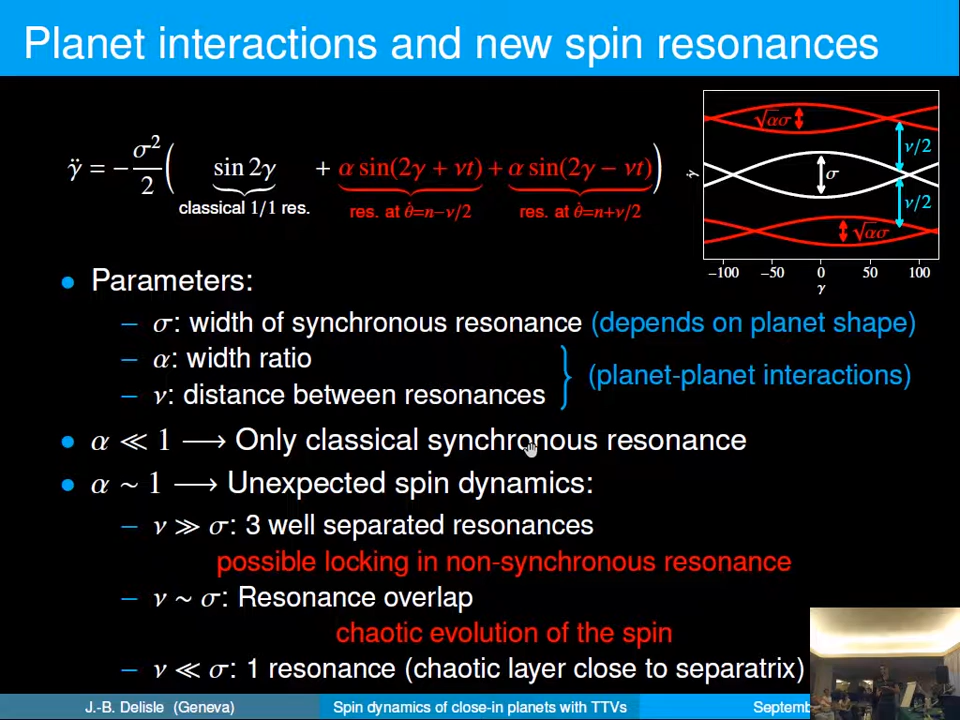 Planet interactions and new spin resonances
γ̈ = −σ²/2 ( sin 2γ + α sin(2γ + νt) + α sin(2γ − νt) )
classical 1/1 res. res. at θ̇=n−ν/2 res. at θ̇=n+ν/2
√ασ
ν/2
γ̇
σ
ν/2
√ασ
−100 −50 0 50 100
γ
• Parameters:
– σ: width of synchronous resonance (depends on planet shape)
– α: width ratio
(planet-planet interactions)
– ν: distance between resonances
• α ≪ 1 ⟶ Only classical synchronous resonance
• α ∼ 1 ⟶ Unexpected spin dynamics:
– ν ≫ σ: 3 well separated resonances
possible locking in non-synchronous resonance
– ν ∼ σ: Resonance overlap
chaotic evolution of the spin
– ν ≪ σ: 1 resonance (chaotic layer close to separatrix)
J.-B. Delisle (Geneva) Spin dynamics of close-in planets with TTVs Septemb